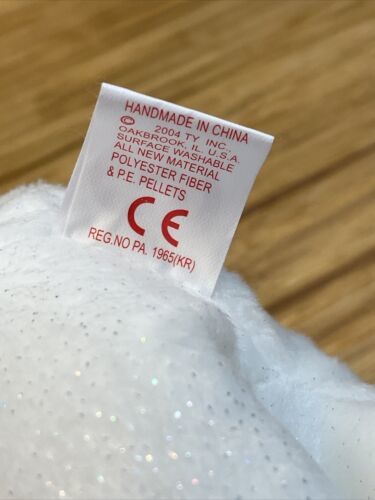 HANDMADE IN CHINA
© 2004 TY INC.,
OAKBROOK, IL. U.S.A.
SURFACE WASHABLE
ALL NEW MATERIAL
POLYESTER FIBER
& P.E. PELLETS
CE
REG.NO PA. 1965(KR)